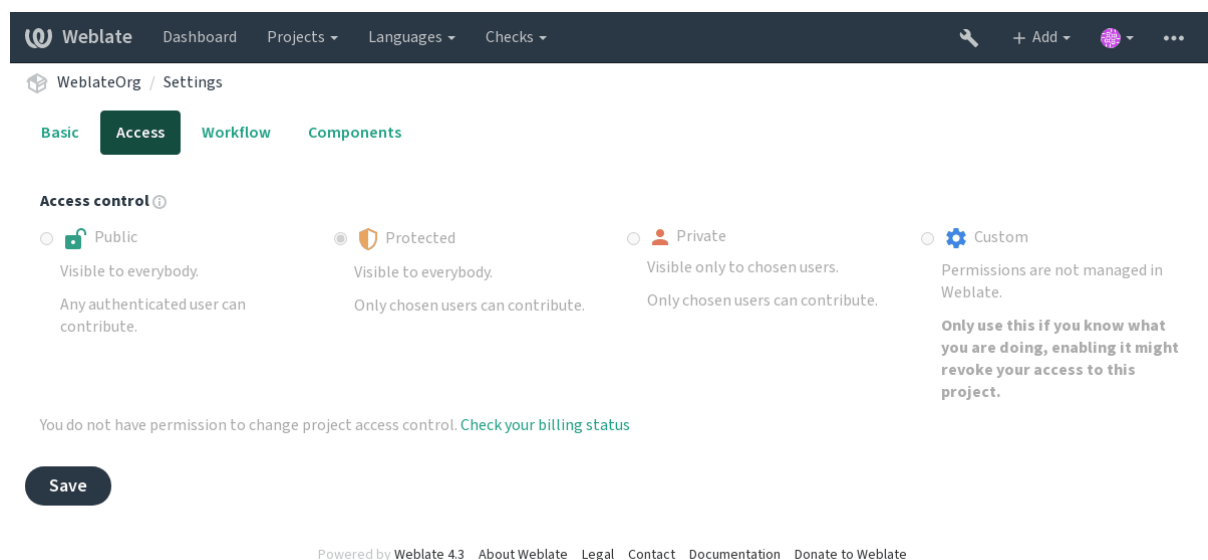 Weblate Dashboard Projects Languages Checks + Add
WeblateOrg / Settings
Basic Access Workflow Components
Access control
Public
Visible to everybody.
Any authenticated user can
contribute.
Protected
Visible to everybody.
Only chosen users can contribute.
Private
Visible only to chosen users.
Only chosen users can contribute.
Custom
Permissions are not managed in
Weblate.
Only use this if you know what
you are doing, enabling it might
revoke your access to this
project.
You do not have permission to change project access control. Check your billing status
Save
Powered by Weblate 4.3 About Weblate Legal Contact Documentation Donate to Weblate